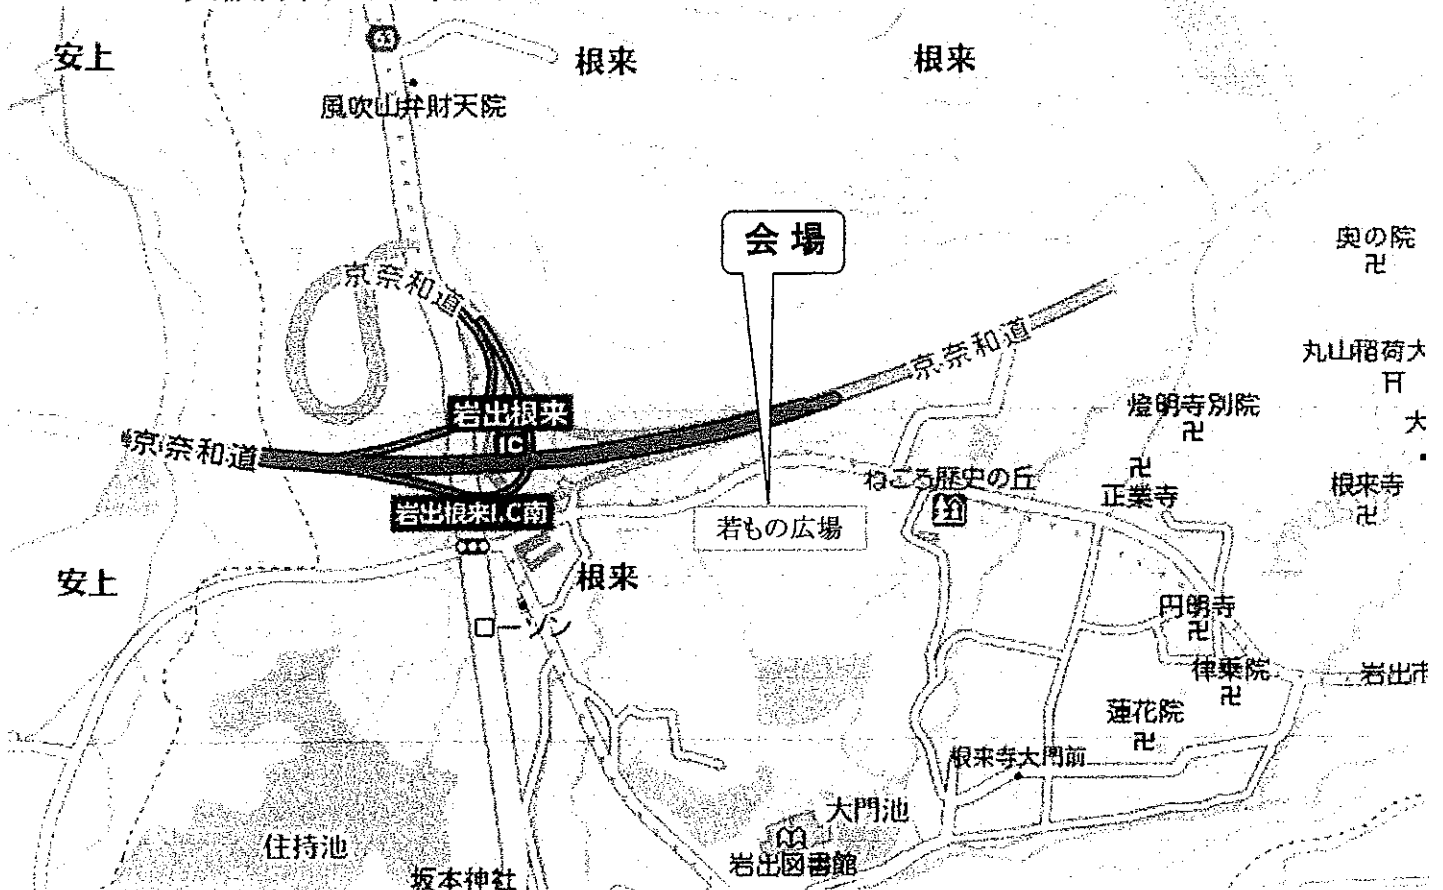 63
安上
根来
根来
風吹山弁財天院
会場
奥の院
京奈和道
京奈和道
丸山稲荷大
岩出根来
IC
燈明寺別院
大
京奈和道
ねごろ歴史の丘
正業寺
根来寺
岩出根来I.C南
若もの広場
安上
根来
円明寺
ローソン
律乗院
岩出市
蓮花院
根来寺大門前
大門池
住持池
岩出図書館
坂本神社